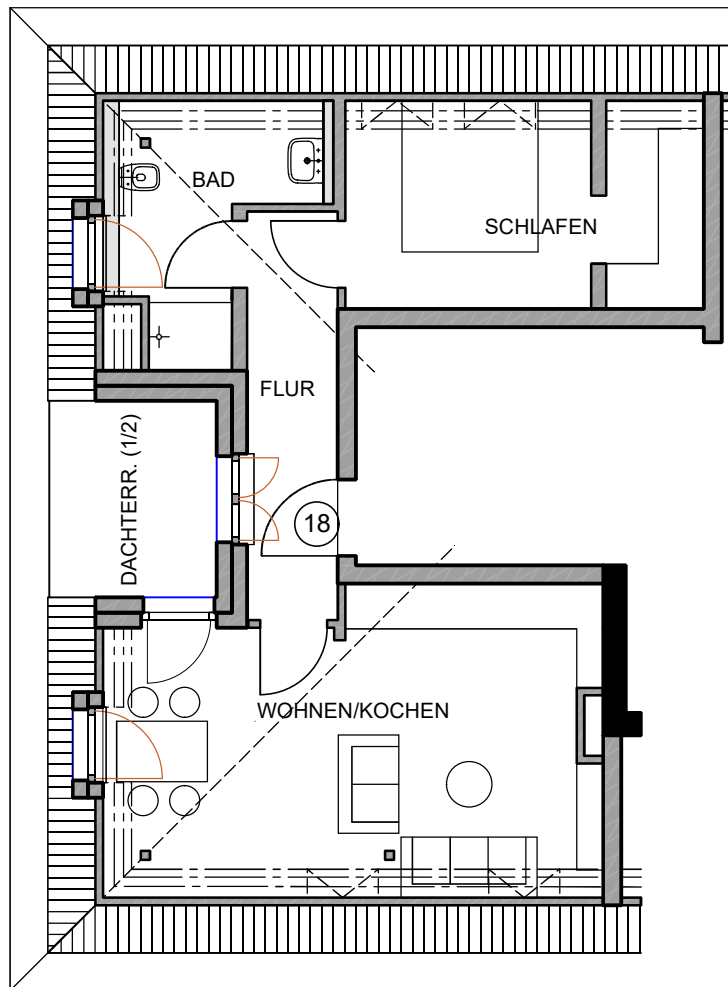 BAD
SCHLAFEN
FLUR
DACHTERR. (1/2)
18
WOHNEN/KOCHEN